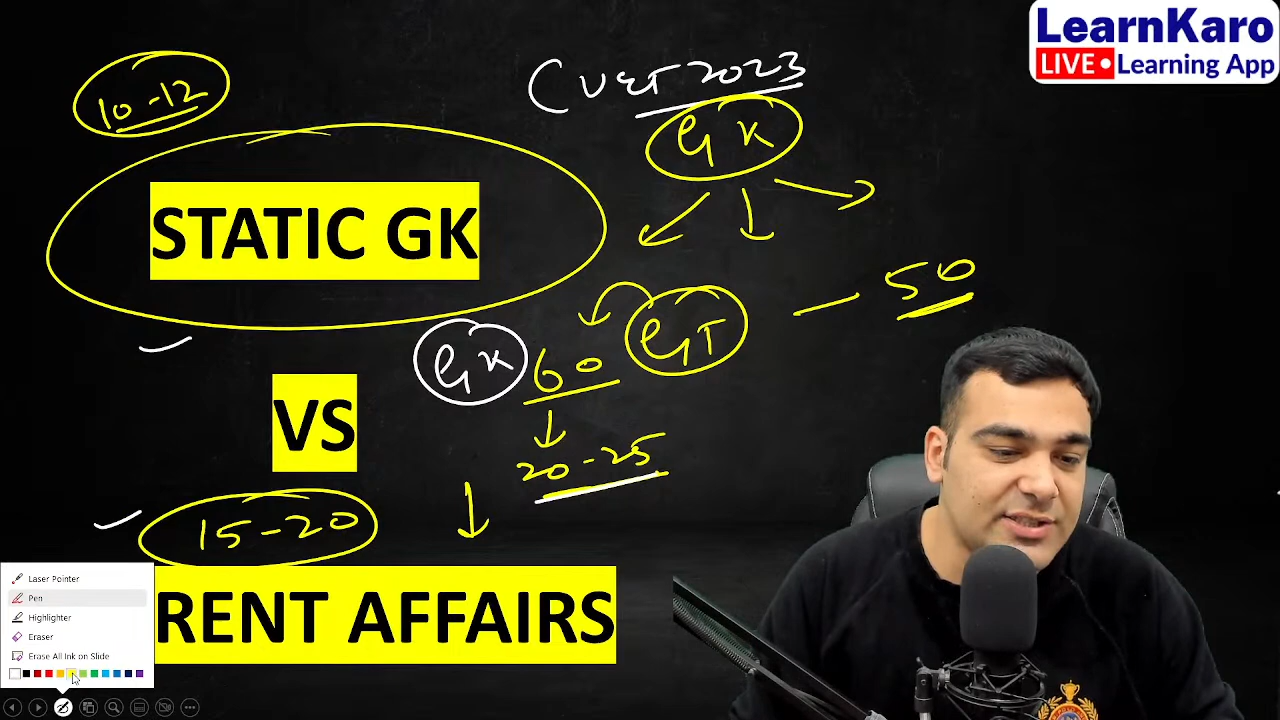 LearnKaro
LIVE • Learning App
CUET 2023
10-12
GK
STATIC GK
GT - 50
GK 60
20-25
VS
15-20
RENT AFFAIRS
Laser Pointer
Pen
Highlighter
Eraser
Erase All Ink on Slide